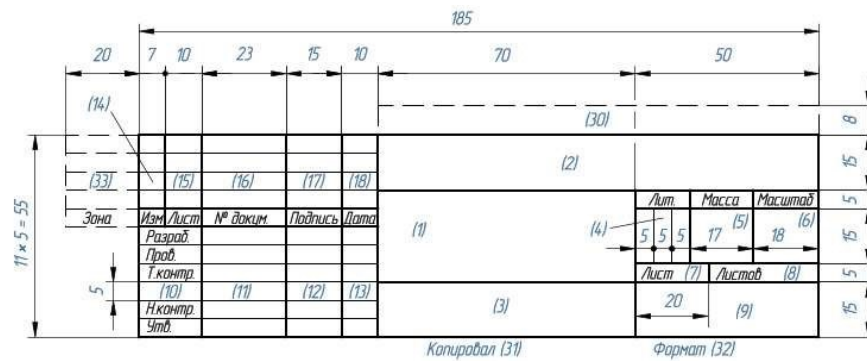 185
20 7 10 23 15 10 70 50
(14)
(30) 8
(2) 15
(33) (15) (16) (17) (18)
Лит. Масса Масштаб 5
Зона Изм Лист № докум. Подпись Дата
(1) (4) (5) (6)
5 5 5 17 18 15
11 × 5 = 55
Разраб.
Пров.
Т.контр. Лист (7) Листов (8) 5
5 (10) (11) (12) (13)
(3) 20 (9) 15
Н.контр.
Утв.
Копировал (31) Формат (32)